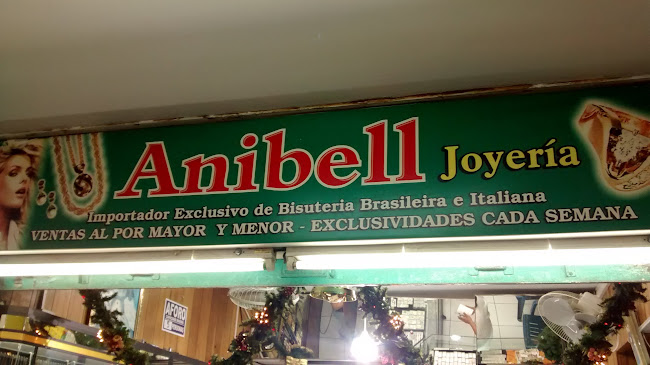 Anibell Joyería
Importador Exclusivo de Bisuteria Brasileira e Italiana
VENTAS AL POR MAYOR Y MENOR - EXCLUSIVIDADES CADA SEMANA
AFORO